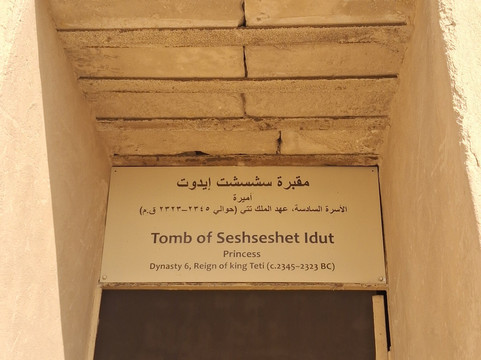 مقبرة سشسشت إيدوت
أميرة
الأسرة السادسة، عهد الملك تتي (حوالي ٢٣٤٥-٢٣٢٣ ق.م)
Tomb of Seshseshet Idut
Princess
Dynasty 6, Reign of king Teti (c.2345–2323 BC)